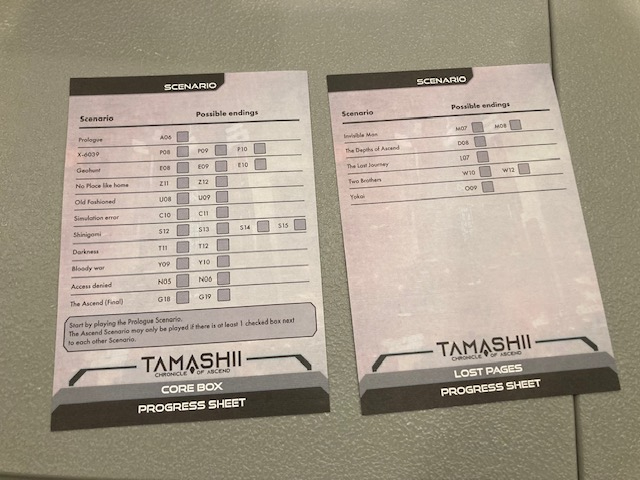 SCENARIO
Scenario Possible endings
Prologue A06
X-6039 P08 P09 P10
Geohunt E08 E09 E10
No Place like home Z11 Z12
Old Fashioned U08 U09
Simulation error C10 C11
Shinigami S12 S13 S14 S15
Darkness T11 T12
Bloody war Y09 Y10
Access denied N05 N06
The Ascend (Final) G18 G19
Start by playing the Prologue Scenario.
The Ascend Scenario may only be played if there is at least 1 checked box next
to each other Scenario.
TAMASHII
CHRONICLE OF ASCEND
CORE BOX
PROGRESS SHEET
SCENARIO
Scenario Possible endings
Invisible Man M07 M08
The Depths of Ascend D08
The Last Journey L07
Two Brothers W10 W12
Yokai O09
TAMASHII
CHRONICLE OF ASCEND
LOST PAGES
PROGRESS SHEET